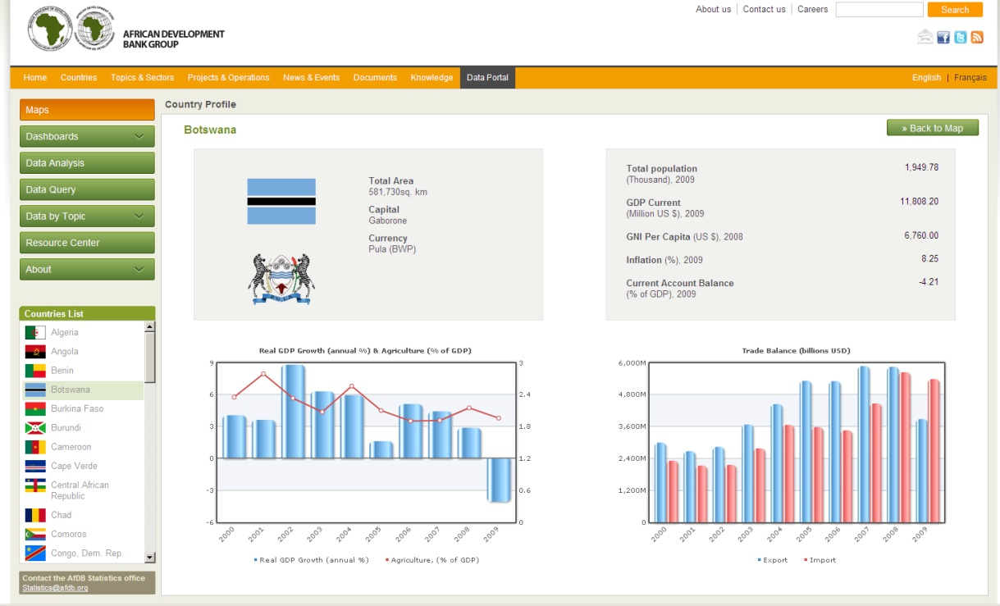 About us | Contact us | Careers
Search
AFRICAN DEVELOPMENT
BANK GROUP
Home Countries Topics & Sectors Projects & Operations News & Events Documents Knowledge Data Portal English | Français
Maps
Dashboards
Data Analysis
Data Query
Data by Topic
Resource Center
About
Countries List
Algeria
Angola
Benin
Botswana
Burkina Faso
Burundi
Cameroon
Cape Verde
Central African
Republic
Chad
Comoros
Congo, Dem. Rep.
Contact the AfDB Statistics office
Statistics@afdb.org
Country Profile
Botswana
» Back to Map
Total Area
581,730sq. km
Capital
Gaborone
Currency
Pula (BWP)
Total population 1,949.78
(Thousand), 2009
GDP Current 11,808.20
(Million US $), 2009
GNI Per Capita (US $), 2008 6,760.00
Inflation (%), 2009 8.25
Current Account Balance -4.21
(% of GDP), 2009
Real GDP Growth (annual %) & Agriculture (% of GDP)
9 3
6 2.4
3 1.8
0 1.2
-3 0.6
-6 0
2000 2001 2002 2003 2004 2005 2006 2007 2008 2009
Real GDP Growth (annual %) Agriculture, (% of GDP)
Trade Balance (billions USD)
6,000M
4,800M
3,600M
2,400M
1,200M
0
2000 2001 2002 2003 2004 2005 2006 2007 2008 2009
Export Import